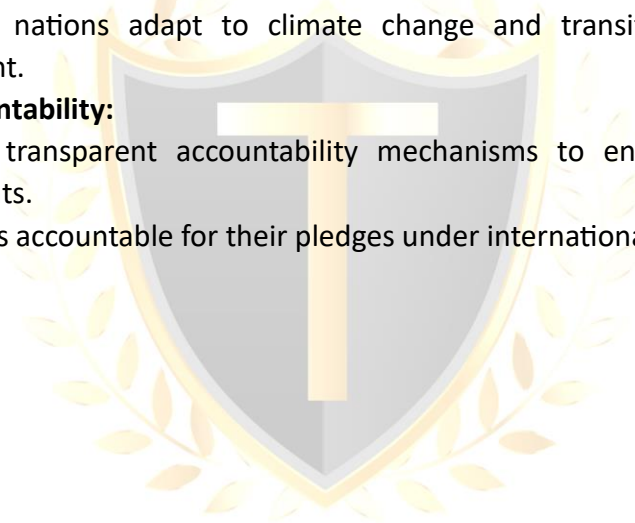 nations adapt to climate change and transi
nt.
ntability:
transparent accountability mechanisms to en
ts.
s accountable for their pledges under internationa
T